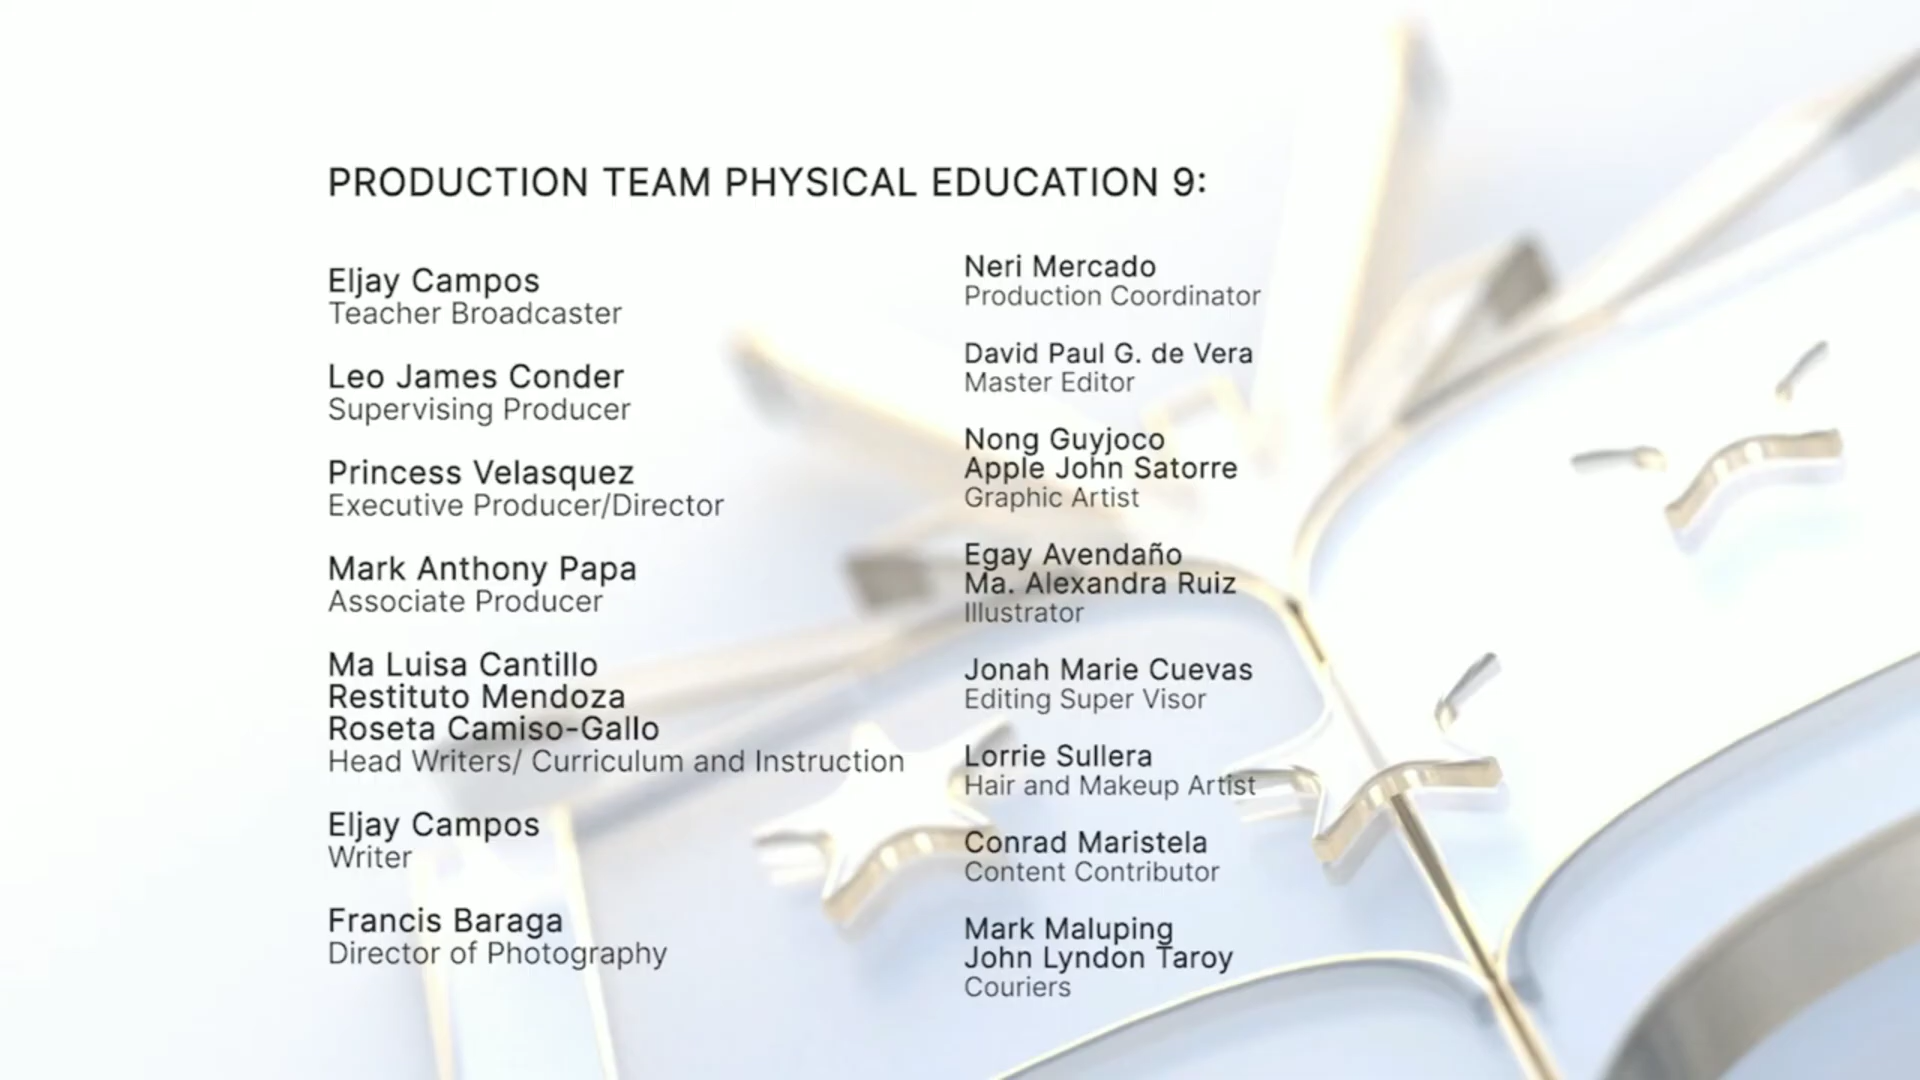 PRODUCTION TEAM PHYSICAL EDUCATION 9:
Eljay Campos
Teacher Broadcaster
Leo James Conder
Supervising Producer
Princess Velasquez
Executive Producer/Director
Mark Anthony Papa
Associate Producer
Ma Luisa Cantillo
Restituto Mendoza
Roseta Camiso-Gallo
Head Writers/ Curriculum and Instruction
Eljay Campos
Writer
Francis Baraga
Director of Photography
Neri Mercado
Production Coordinator
David Paul G. de Vera
Master Editor
Nong Guyjoco
Apple John Satorre
Graphic Artist
Egay Avendaño
Ma. Alexandra Ruiz
Illustrator
Jonah Marie Cuevas
Editing Super Visor
Lorrie Sullera
Hair and Makeup Artist
Conrad Maristela
Content Contributor
Mark Maluping
John Lyndon Taroy
Couriers